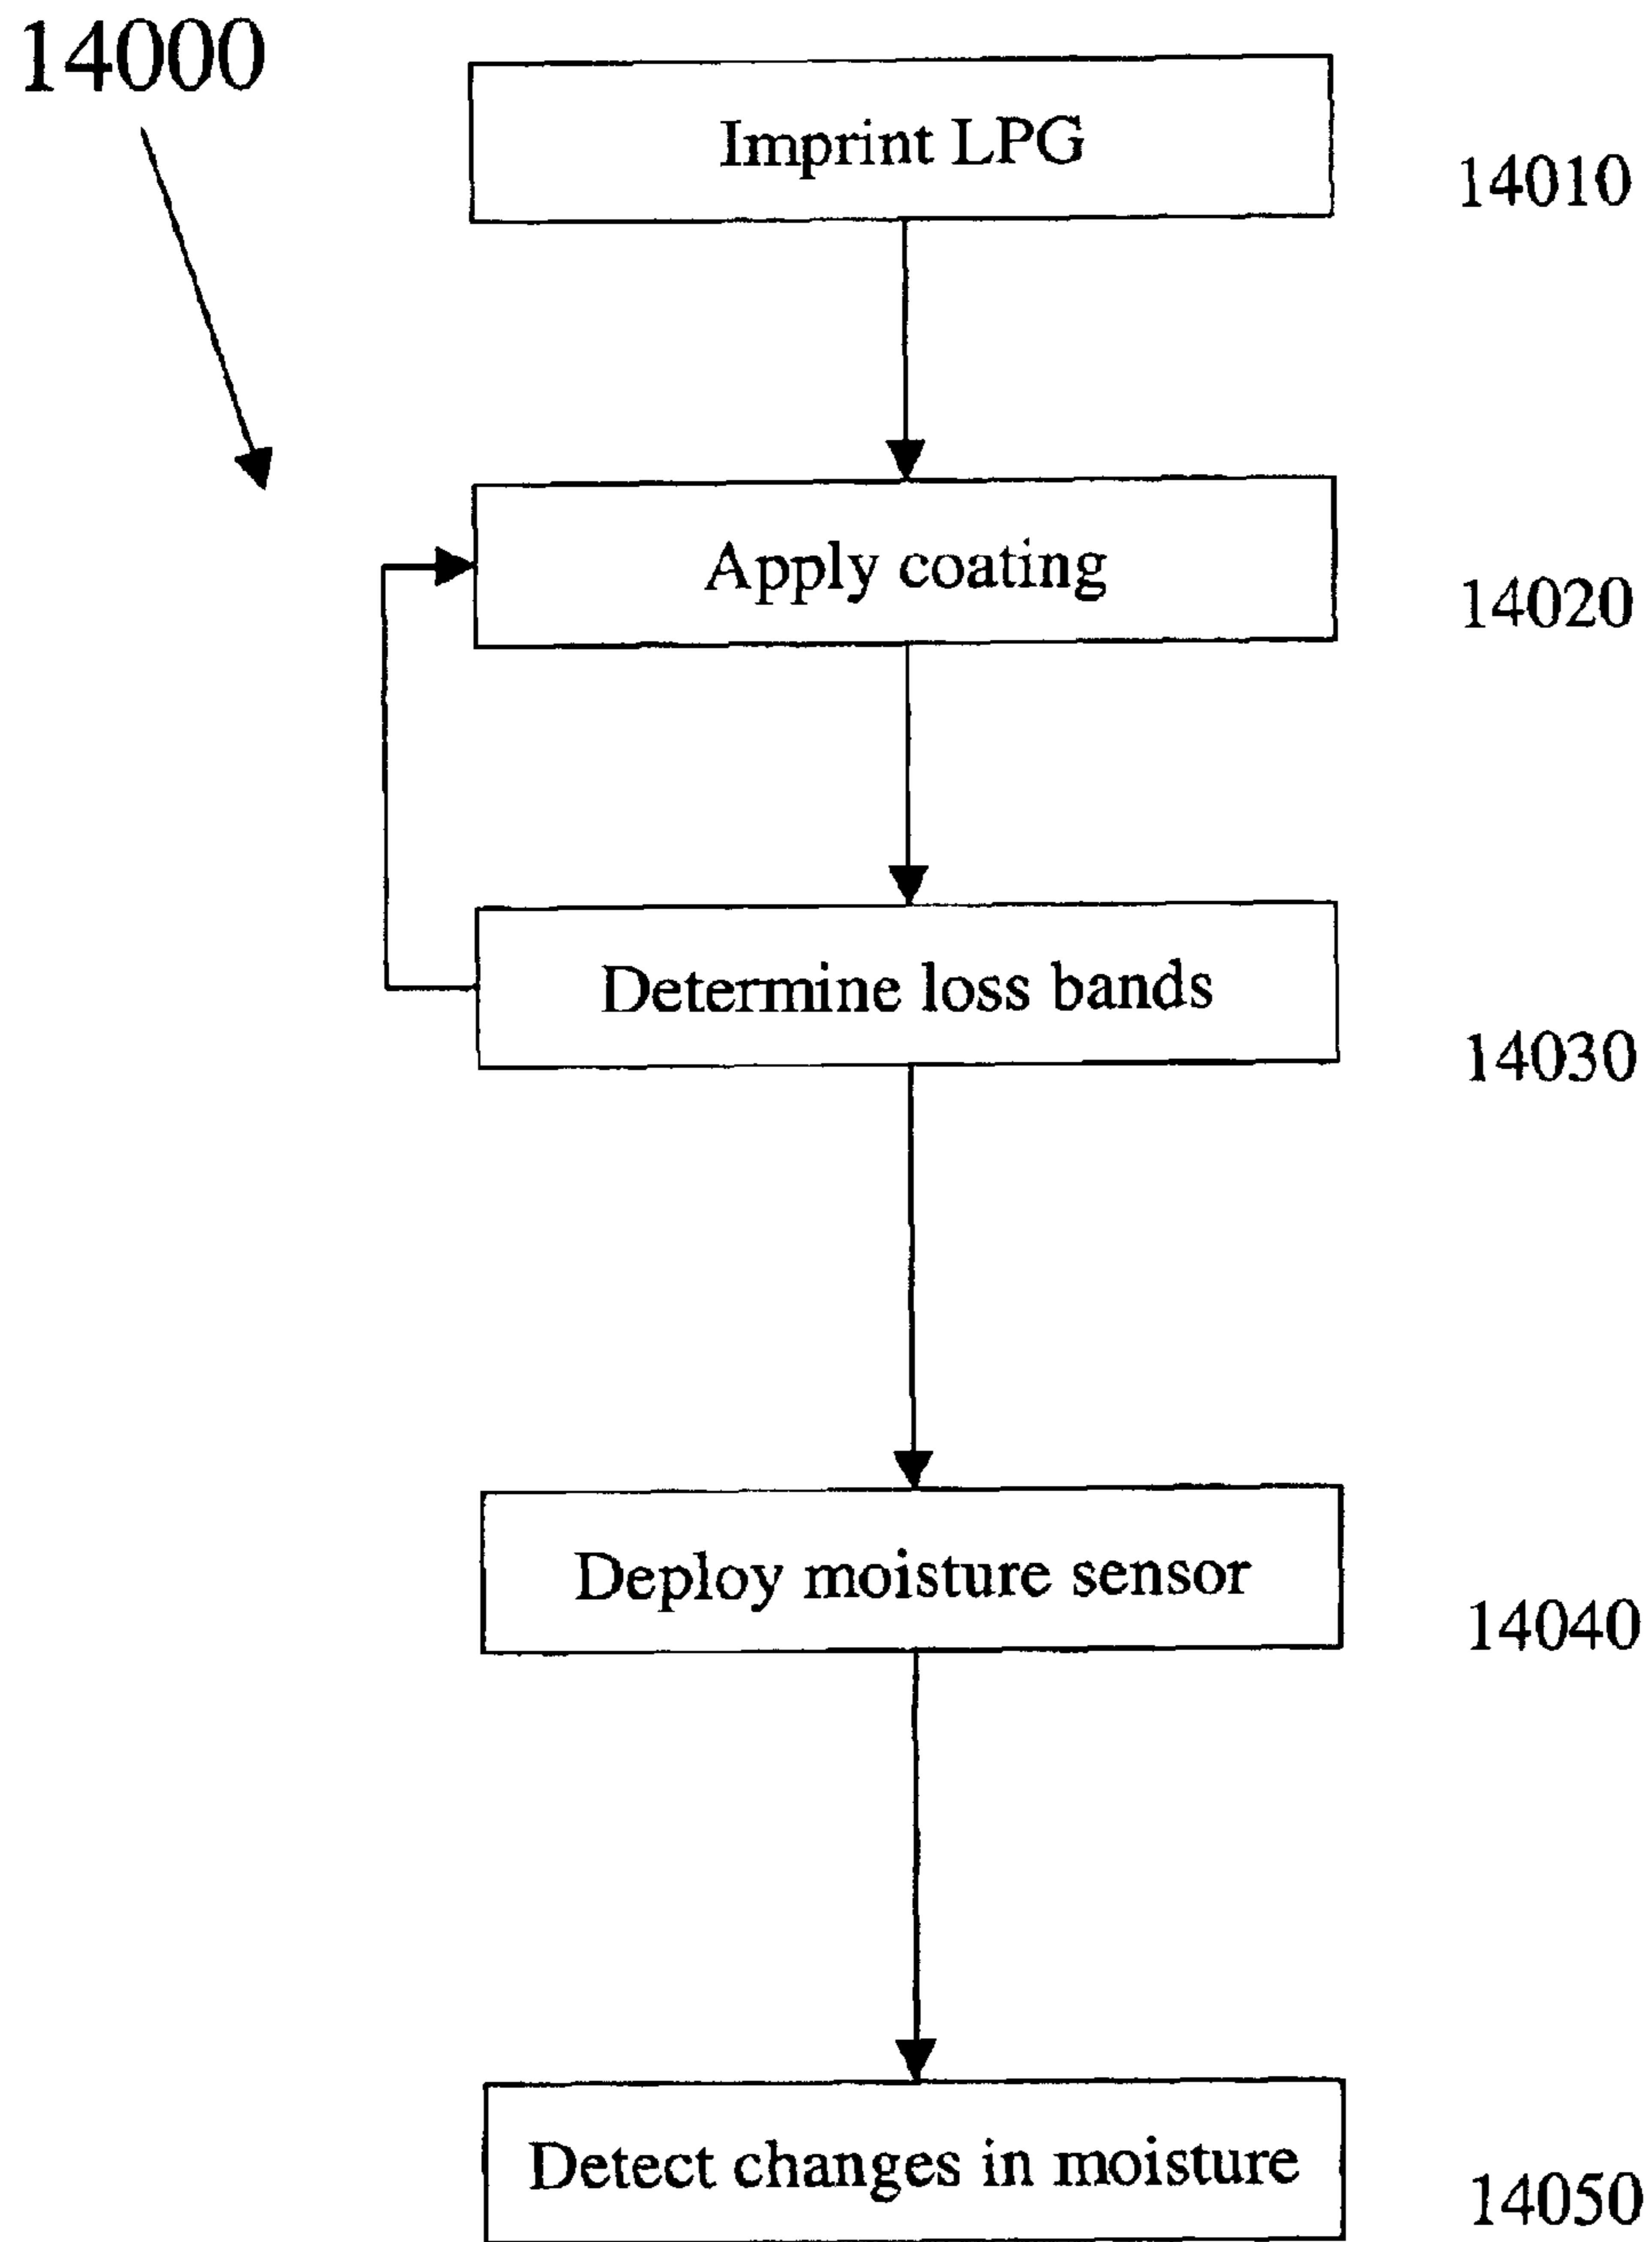 14000
Imprint LPG
14010
Apply coating
14020
Determine loss bands
14030
Deploy moisture sensor
14040
Detect changes in moisture
14050